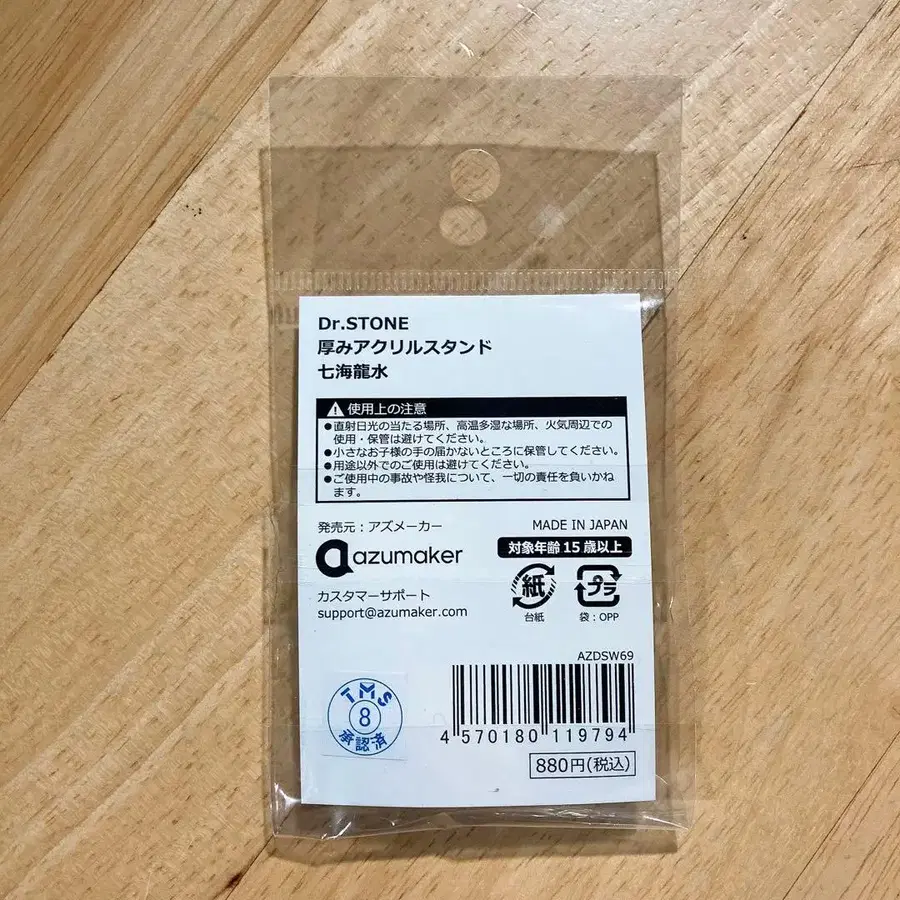 Dr.STONE
厚みアクリルスタンド
七海龍水
使用上の注意
●直射日光の当たる場所、高温多湿な場所、火気周辺での
使用・保管は避けてください。
●小さなお子様の手の届かないところに保管してください。
●用途以外でのご使用は避けてください。
●ご使用中の事故や怪我について、一切の責任を負いかね
ます。
発売元：アズメーカー
MADE IN JAPAN
azumaker
対象年齢15歳以上
カスタマーサポート
support@azumaker.com
紙
プラ
台紙
袋：OPP
AZDSW69
TMS
8
承認済
4 570180 119794
880円(税込)